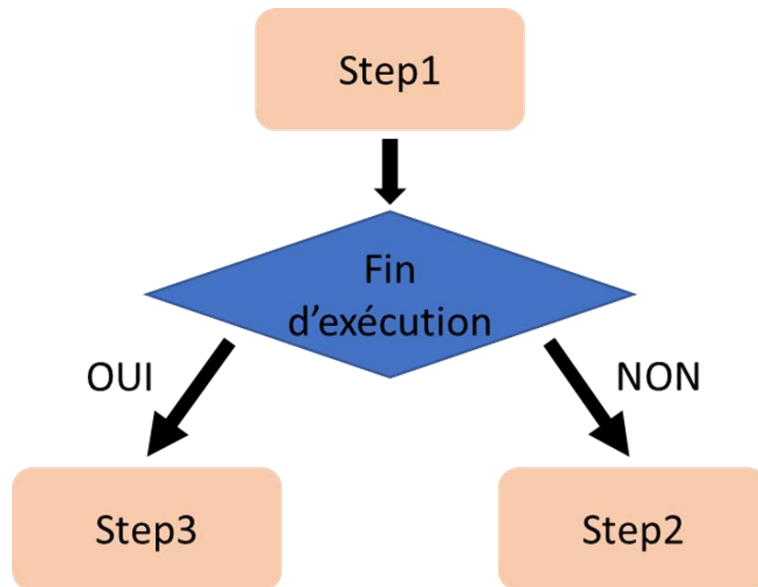 Step1
Fin
d’exécution
OUI
NON
Step3
Step2